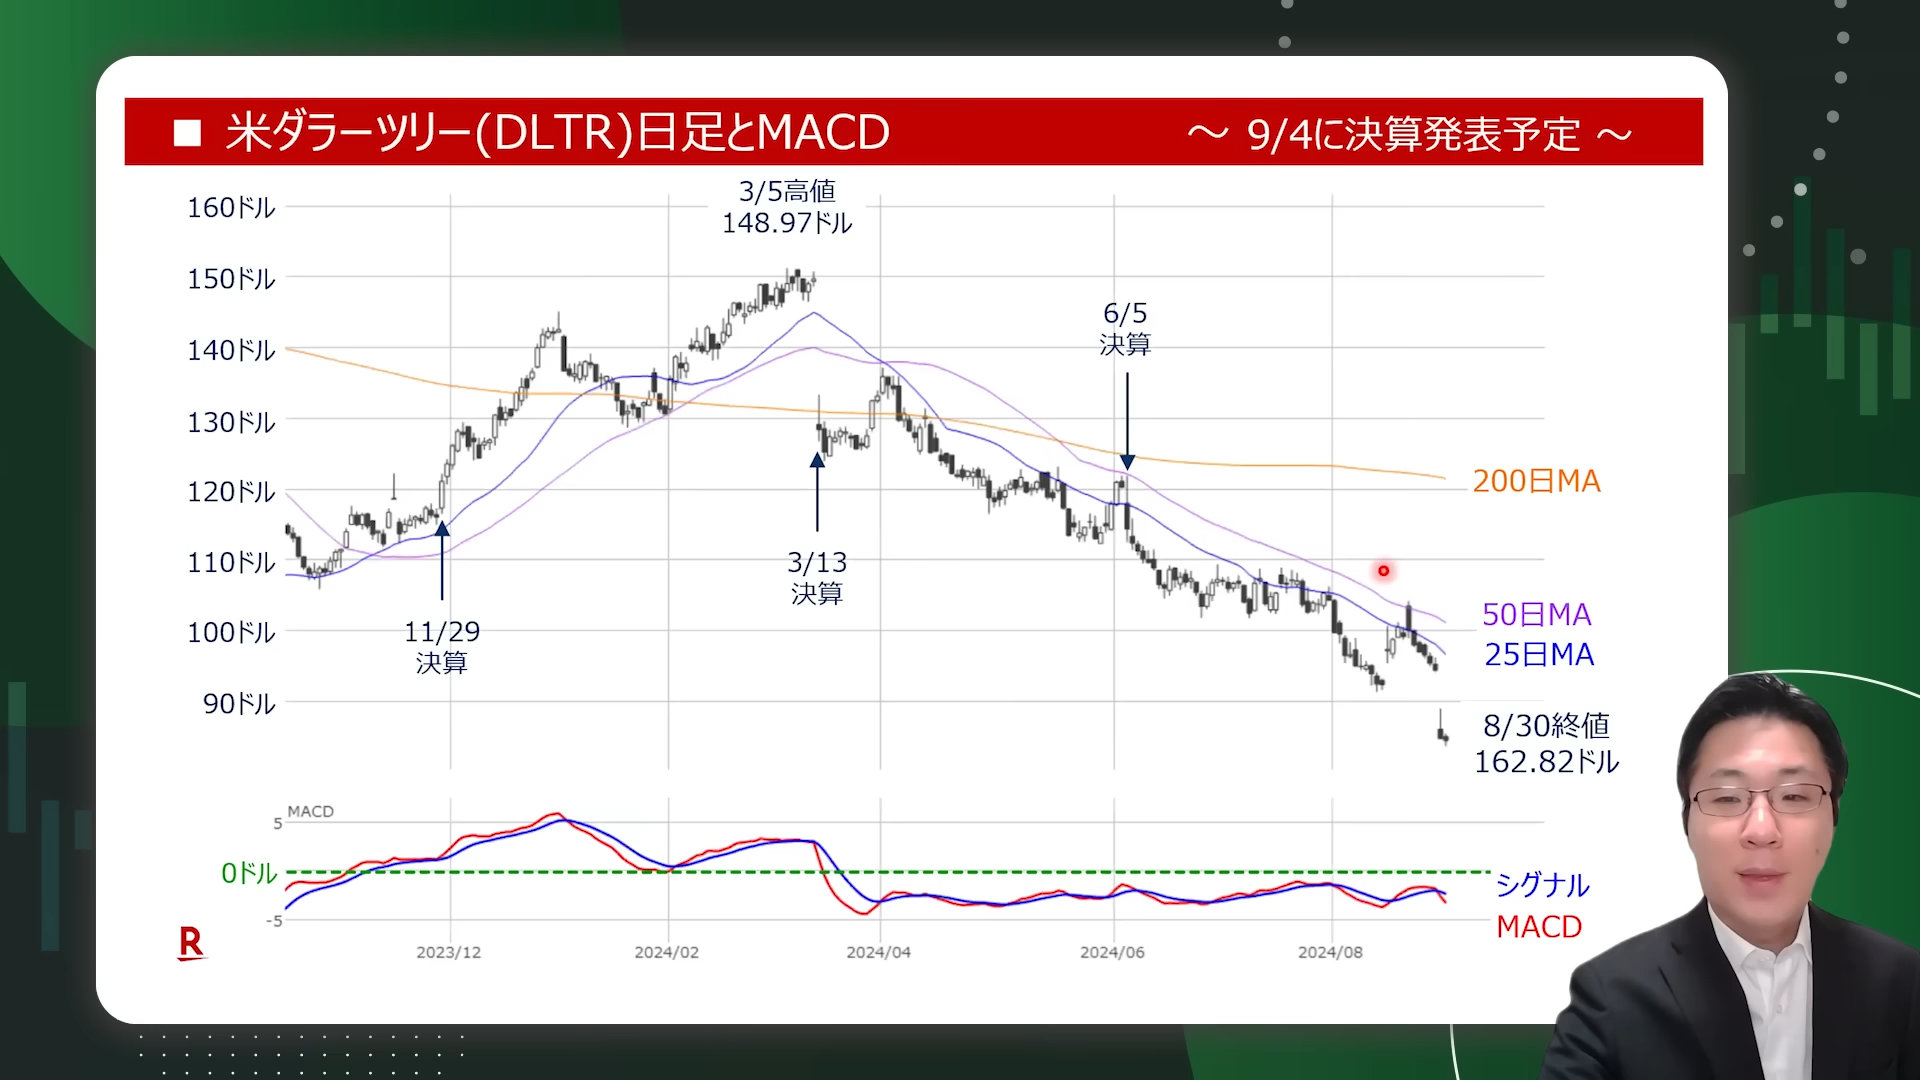 ■ 米ダラーツリー(DLTR)日足とMACD
～ 9/4に決算発表予定 ～
3/5高値
148.97ドル
160ドル
150ドル
140ドル
130ドル
120ドル
110ドル
100ドル
90ドル
6/5
決算
3/13
決算
11/29
決算
200日MA
50日MA
25日MA
8/30終値
162.82ドル
MACD
5
0ドル
-5
シグナル
MACD
R
2023/12
2024/02
2024/04
2024/06
2024/08